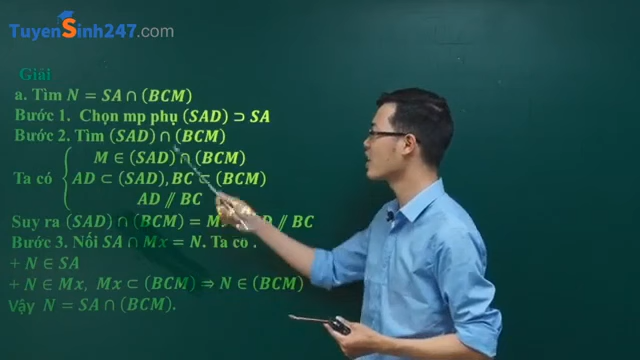 TuyenSinh247.com
Giải
a. Tìm N = SA ∩ (BCM)
Bước 1. Chọn mp phụ (SAD) ⊃ SA
Bước 2. Tìm (SAD) ∩ (BCM)
M ∈ (SAD) ∩ (BCM)
Ta có { AD ⊂ (SAD), BC ⊂ (BCM)
AD ∥ BC
Suy ra (SAD) ∩ (BCM) = ∥ BC
Bước 3. Nối SA ∩ Mx = N. Ta có :
+ N ∈ SA
+ N ∈ Mx, Mx ⊂ (BCM) ⇒ N ∈ (BCM)
Vậy N = SA ∩ (BCM).